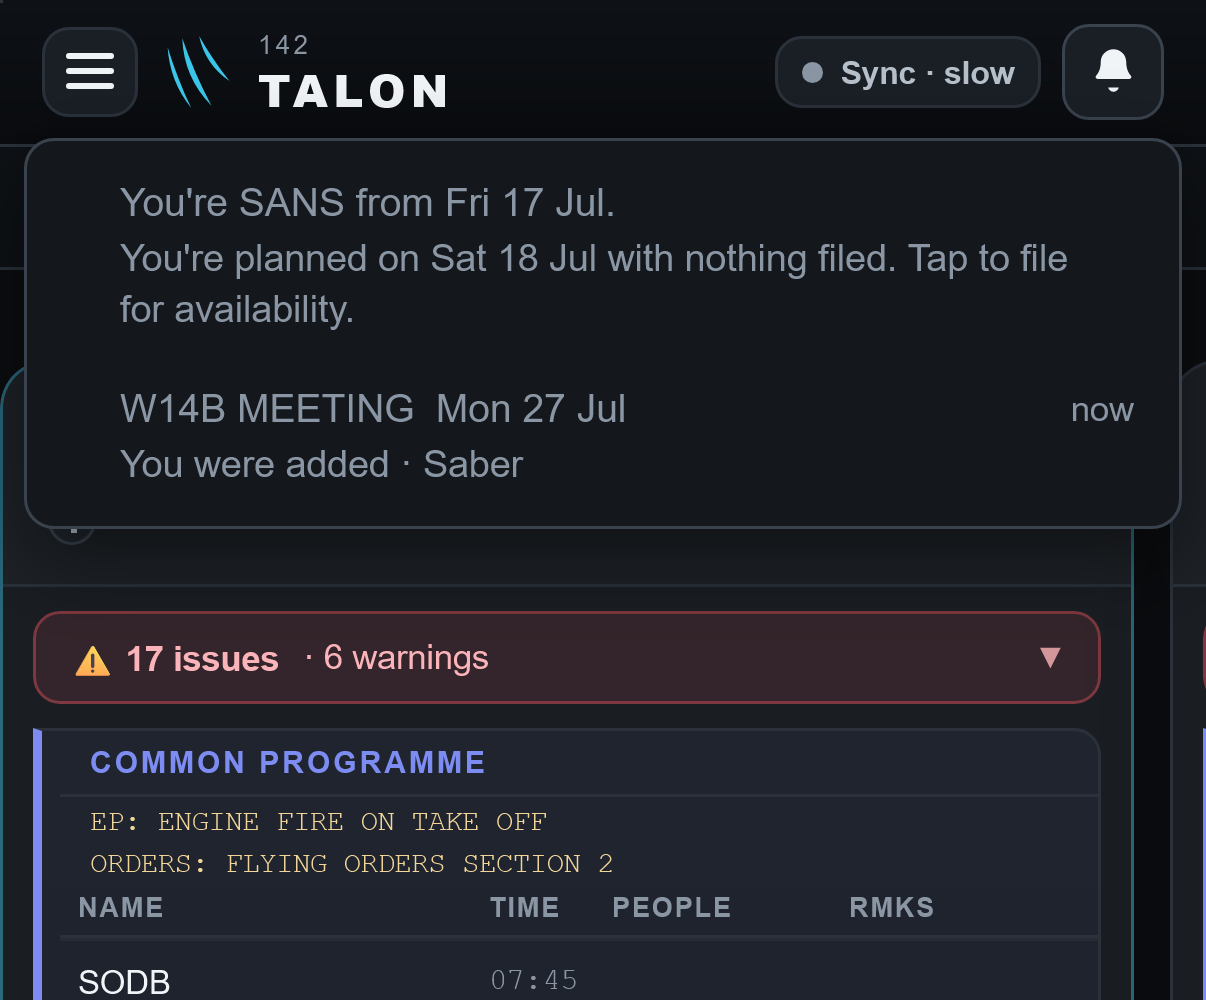 142
TALON
Sync · slow
You're SANS from Fri 17 Jul.
You're planned on Sat 18 Jul with nothing filed. Tap to file
for availability.
W14B MEETING Mon 27 Jul now
You were added · Saber
17 issues · 6 warnings
COMMON PROGRAMME
EP: ENGINE FIRE ON TAKE OFF
ORDERS: FLYING ORDERS SECTION 2
NAME TIME PEOPLE RMKS
SODB 07:45